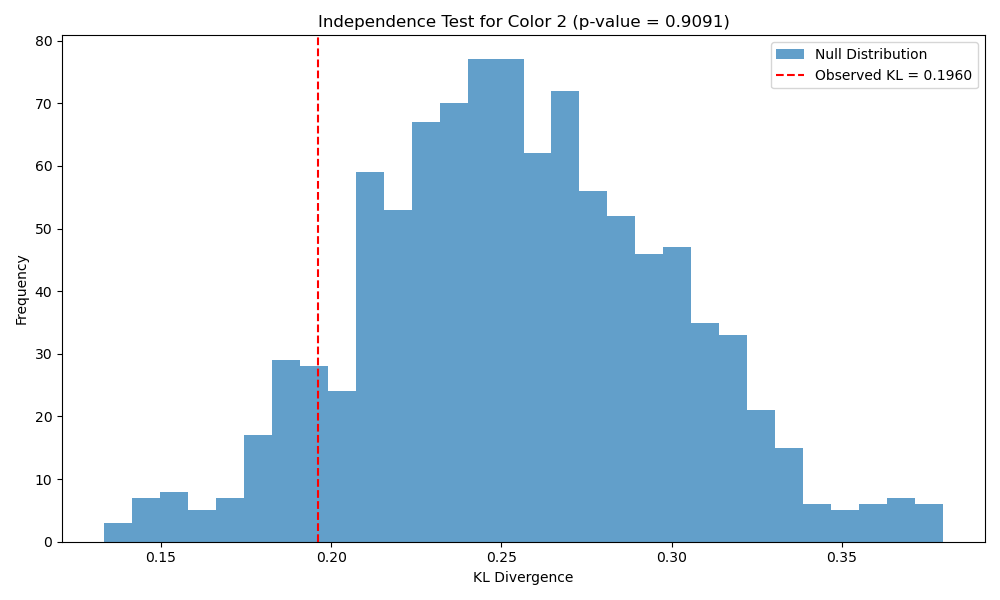 Independence Test for Color 2 (p-value = 0.9091)
Null Distribution
Observed KL = 0.1960
Frequency
80
70
60
50
40
30
20
10
0
0.15 0.20 0.25 0.30 0.35
KL Divergence